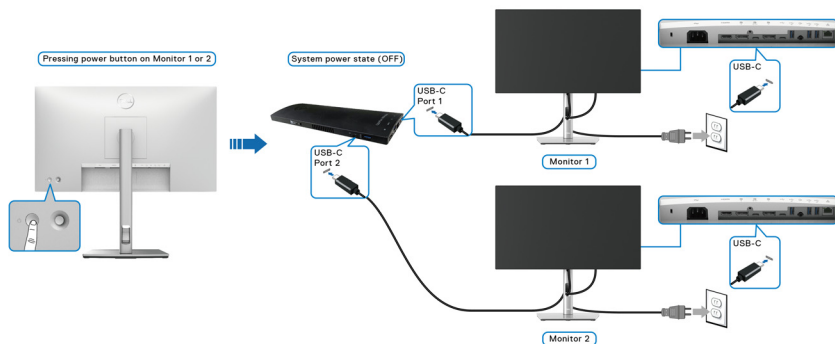 Pressing power button on Monitor 1 or 2
System power state (OFF)
USB-C
Port 1
USB-C
Monitor 1
USB-C
Port 2
USB-C
Monitor 2